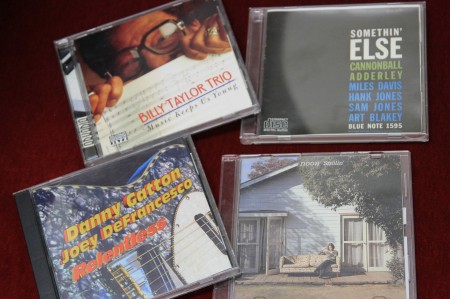 BILLY TAYLOR TRIO
Music Keeps Us Young
SOMETHIN'
ELSE
CANNONBALL
ADDERLEY
MILES DAVIS
HANK JONES
SAM JONES
ART BLAKEY
BLUE NOTE 1595
Danny Gatton
Joey DeFrancesco
Relentless